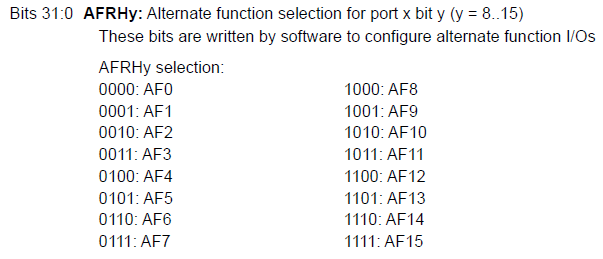 Bits 31:0 AFRHy: Alternate function selection for port x bit y (y = 8..15)
These bits are written by software to configure alternate function I/Os
AFRHy selection:
0000: AF0
0001: AF1
0010: AF2
0011: AF3
0100: AF4
0101: AF5
0110: AF6
0111: AF7
1000: AF8
1001: AF9
1010: AF10
1011: AF11
1100: AF12
1101: AF13
1110: AF14
1111: AF15